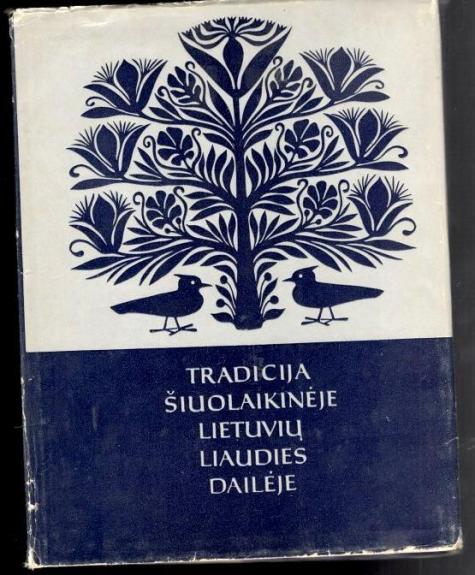 TRADICIJA
ŠIUOLAIKINĖJE
LIETUVIŲ
LIAUDIES
DAILĖJE